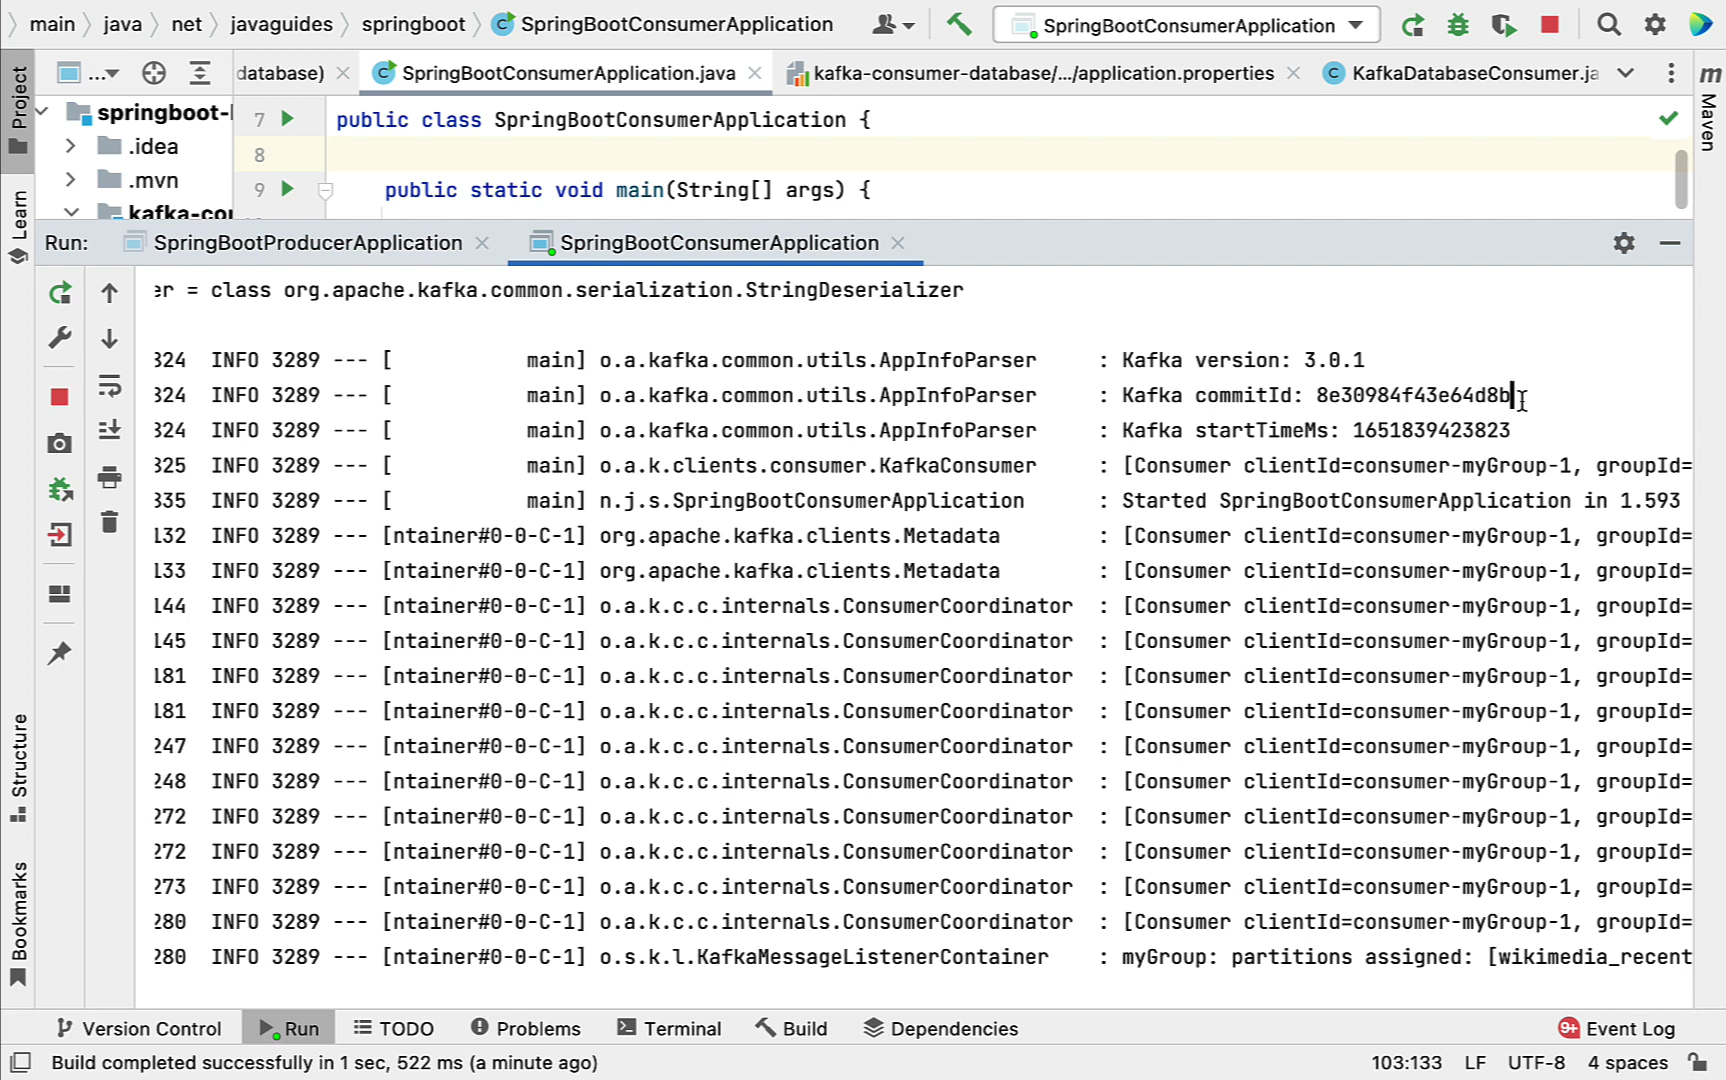 main
java
net
javaguides
springboot
SpringBootConsumerApplication
SpringBootConsumerApplication
database)
SpringBootConsumerApplication.java
kafka-consumer-database/.../application.properties
KafkaDatabaseConsumer.ja
Project
...
springboot-
7 public class SpringBootConsumerApplication {
.idea
8
.mvn
9 public static void main(String[] args) {
kafka-co
Maven
Learn
Run: SpringBootProducerApplication SpringBootConsumerApplication
er = class org.apache.kafka.common.serialization.StringDeserializer
324 INFO 3289 --- [ main] o.a.kafka.common.utils.AppInfoParser : Kafka version: 3.0.1
324 INFO 3289 --- [ main] o.a.kafka.common.utils.AppInfoParser : Kafka commitId: 8e30984f43e64d8b
324 INFO 3289 --- [ main] o.a.kafka.common.utils.AppInfoParser : Kafka startTimeMs: 1651839423823
325 INFO 3289 --- [ main] o.a.k.clients.consumer.KafkaConsumer : [Consumer clientId=consumer-myGroup-1, groupId=
335 INFO 3289 --- [ main] n.j.s.SpringBootConsumerApplication : Started SpringBootConsumerApplication in 1.593
132 INFO 3289 --- [ntainer#0-0-C-1] org.apache.kafka.clients.Metadata : [Consumer clientId=consumer-myGroup-1, groupId=
133 INFO 3289 --- [ntainer#0-0-C-1] org.apache.kafka.clients.Metadata : [Consumer clientId=consumer-myGroup-1, groupId=
144 INFO 3289 --- [ntainer#0-0-C-1] o.a.k.c.c.internals.ConsumerCoordinator : [Consumer clientId=consumer-myGroup-1, groupId=
145 INFO 3289 --- [ntainer#0-0-C-1] o.a.k.c.c.internals.ConsumerCoordinator : [Consumer clientId=consumer-myGroup-1, groupId=
181 INFO 3289 --- [ntainer#0-0-C-1] o.a.k.c.c.internals.ConsumerCoordinator : [Consumer clientId=consumer-myGroup-1, groupId=
181 INFO 3289 --- [ntainer#0-0-C-1] o.a.k.c.c.internals.ConsumerCoordinator : [Consumer clientId=consumer-myGroup-1, groupId=
247 INFO 3289 --- [ntainer#0-0-C-1] o.a.k.c.c.internals.ConsumerCoordinator : [Consumer clientId=consumer-myGroup-1, groupId=
248 INFO 3289 --- [ntainer#0-0-C-1] o.a.k.c.c.internals.ConsumerCoordinator : [Consumer clientId=consumer-myGroup-1, groupId=
272 INFO 3289 --- [ntainer#0-0-C-1] o.a.k.c.c.internals.ConsumerCoordinator : [Consumer clientId=consumer-myGroup-1, groupId=
272 INFO 3289 --- [ntainer#0-0-C-1] o.a.k.c.c.internals.ConsumerCoordinator : [Consumer clientId=consumer-myGroup-1, groupId=
273 INFO 3289 --- [ntainer#0-0-C-1] o.a.k.c.c.internals.ConsumerCoordinator : [Consumer clientId=consumer-myGroup-1, groupId=
280 INFO 3289 --- [ntainer#0-0-C-1] o.a.k.c.c.internals.ConsumerCoordinator : [Consumer clientId=consumer-myGroup-1, groupId=
280 INFO 3289 --- [ntainer#0-0-C-1] o.s.k.l.KafkaMessageListenerContainer : myGroup: partitions assigned: [wikimedia_recent
Structure
Bookmarks
Version Control Run TODO Problems Terminal Build Dependencies 9+ Event Log
Build completed successfully in 1 sec, 522 ms (a minute ago) 103:133 LF UTF-8 4 spaces